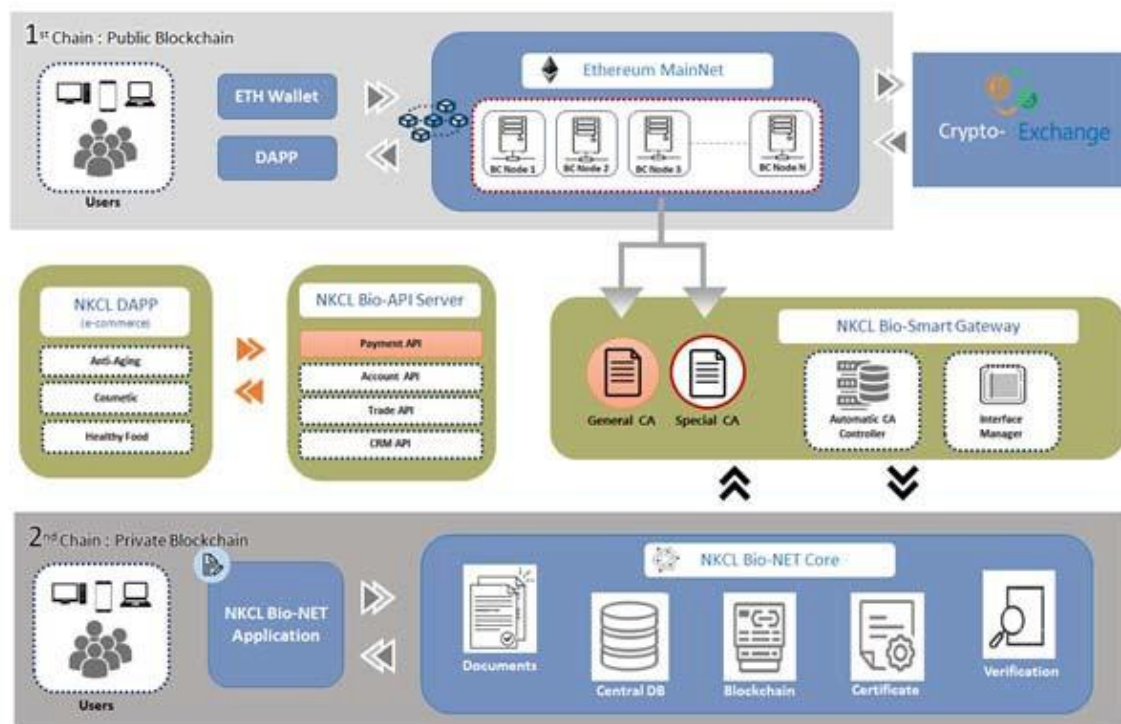 1st Chain : Public Blockchain
Users
ETH Wallet
DAPP
Ethereum MainNet
BC Node 1
BC Node 2
BC Node 3
BC Node N
Crypto-Exchange
NKCL DAPP
(e-commerce)
Anti-Aging
Cosmetic
Healthy Food
NKCL Bio-API Server
Payment API
Account API
Trade API
CRM API
NKCL Bio-Smart Gateway
General CA
Special CA
Automatic CA
Controller
Interface
Manager
2nd Chain : Private Blockchain
Users
NKCL Bio-NET
Application
NKCL Bio-NET Core
Documents
Central DB
Blockchain
Certificate
Verification